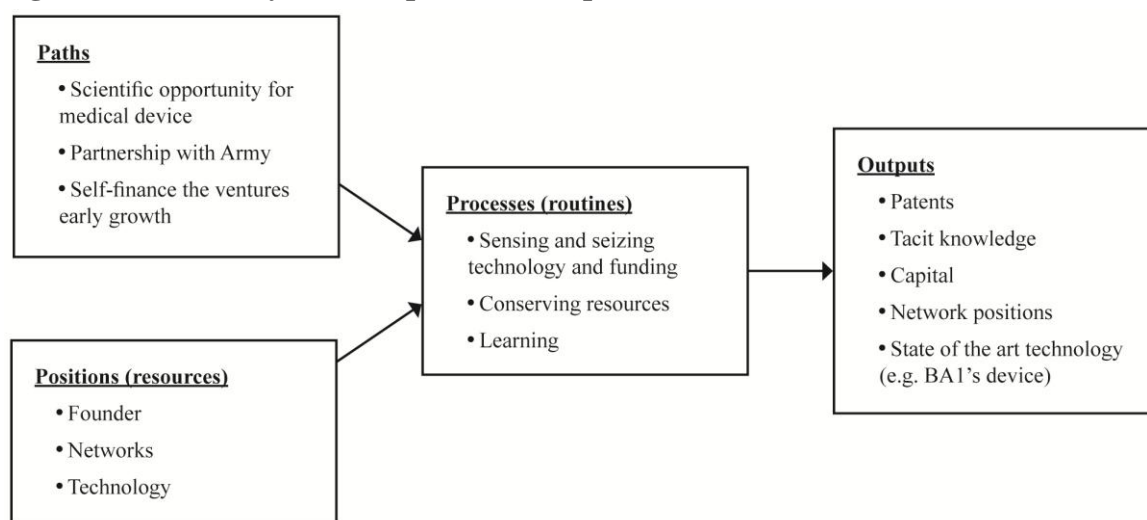 Paths
• Scientific opportunity for
medical device
• Partnership with Army
• Self-finance the ventures
early growth
Positions (resources)
• Founder
• Networks
• Technology
Processes (routines)
• Sensing and seizing
technology and funding
• Conserving resources
• Learning
Outputs
• Patents
• Tacit knowledge
• Capital
• Network positions
• State of the art technology
(e.g. BA1's device)